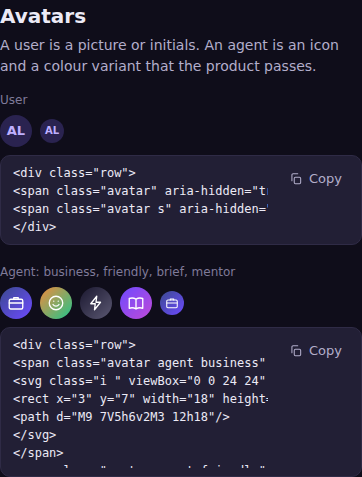 Avatars
A user is a picture or initials. An agent is an icon
and a colour variant that the product passes.
User
AL AL
<div class="row">
<span class="avatar" aria-hidden="tr
<span class="avatar s" aria-hidden="
</div>
Copy
Agent: business, friendly, brief, mentor
<div class="row">
<span class="avatar agent business"
<svg class="i " viewBox="0 0 24 24"
<rect x="3" y="7" width="18" height=
<path d="M9 7V5h6v2M3 12h18"/>
</svg>
</span>
Copy